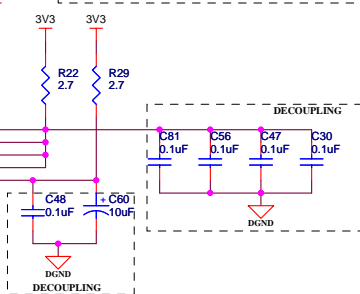 3V3 3V3
R22 R29
2.7 2.7
DECOUPLING
C81 C56 C47 C30
0.1uF 0.1uF 0.1uF 0.1uF
C48 + C60
0.1uF 10uF
DGND
DGND
DECOUPLING